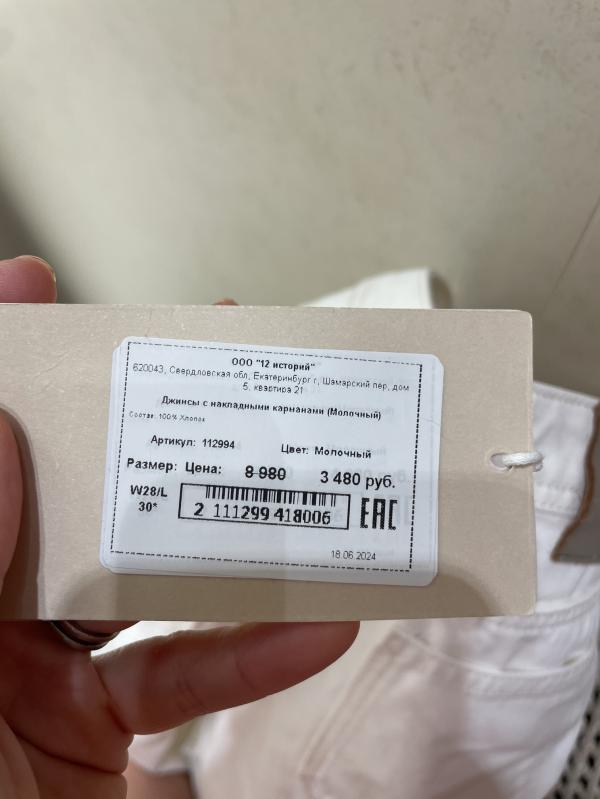 ООО "12 историй"
620043, Свердловская обл, Екатеринбург г, Шамарский пер, дом
5, квартира 21
Джинсы с накладными карманами (Молочный)
Состав: 100% Хлопок
Артикул: 112994 Цвет: Молочный
Размер: Цена: 8 980 3 480 руб.
W28/L
30*
2 111299 418006 EAC
18.06.2024